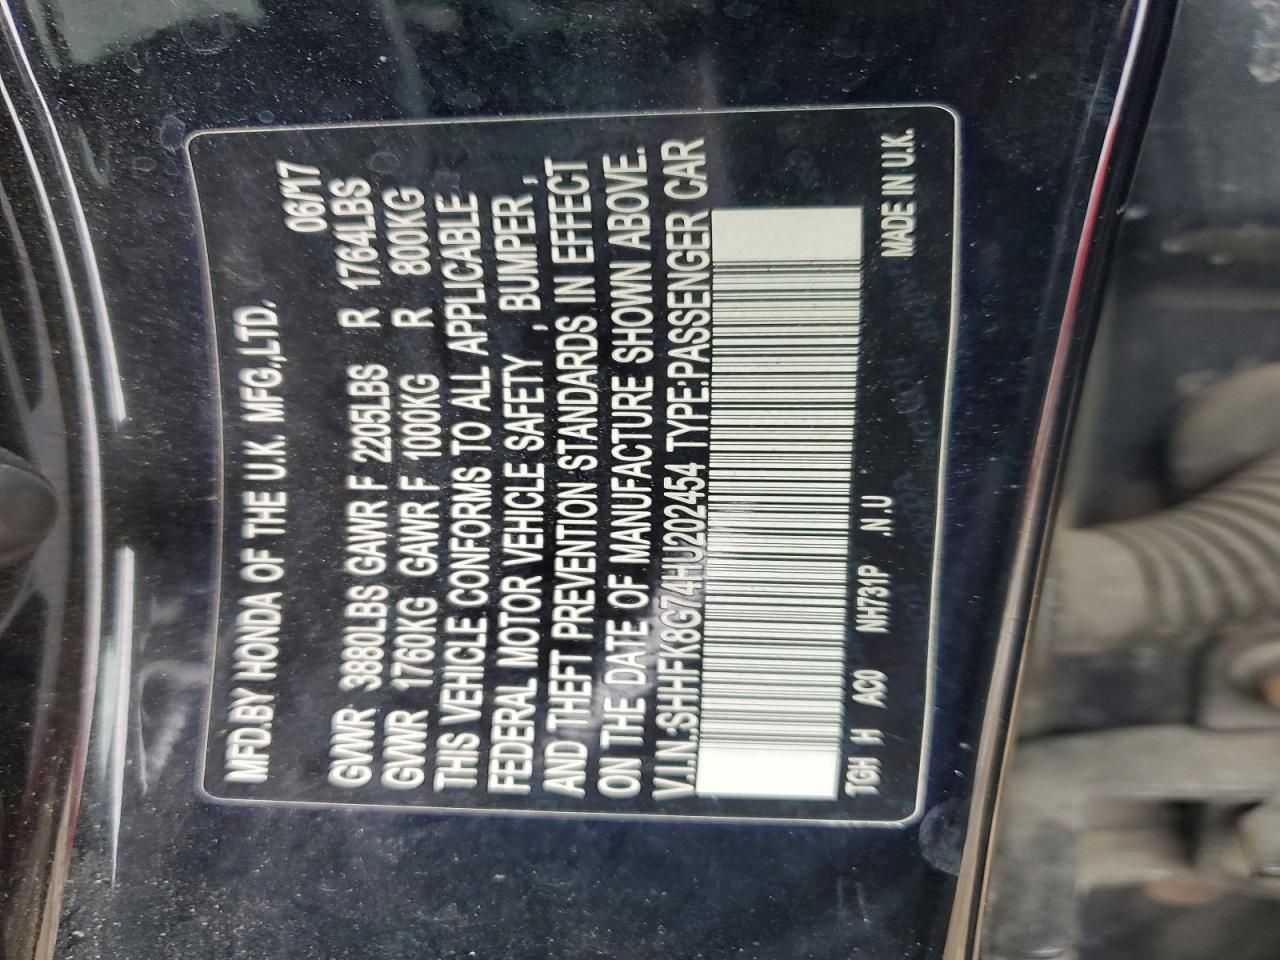 MFD.BY HONDA OF THE U.K. MFG.,LTD. 06/'17
GVWR 3880LBS GAWR F 2205LBS R 1764LBS
GVWR 1760KG GAWR F 1000KG R 800KG
THIS VEHICLE CONFORMS TO ALL APPLICABLE
FEDERAL MOTOR VEHICLE SAFETY , BUMPER ,
AND THEFT PREVENTION STANDARDS IN EFFECT
ON THE DATE OF MANUFACTURE SHOWN ABOVE.
V.I.N.:SHHFK8G74HU202454 TYPE:PASSENGER CAR
TGH H AC0 NH731P .N .U MADE IN U.K.